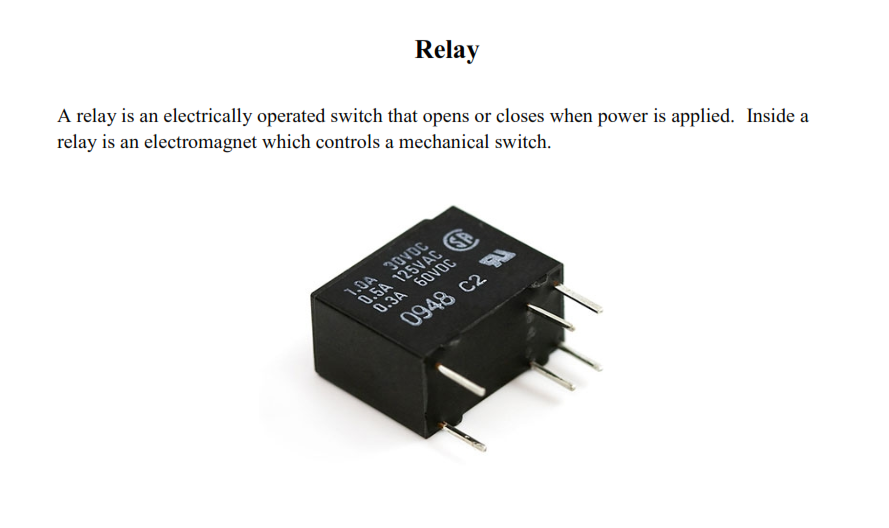 Relay
A relay is an electrically operated switch that opens or closes when power is applied. Inside a
relay is an electromagnet which controls a mechanical switch.
1.0A 30VDC
0.5A 125VAC
0.3A 60VDC
0948 C2